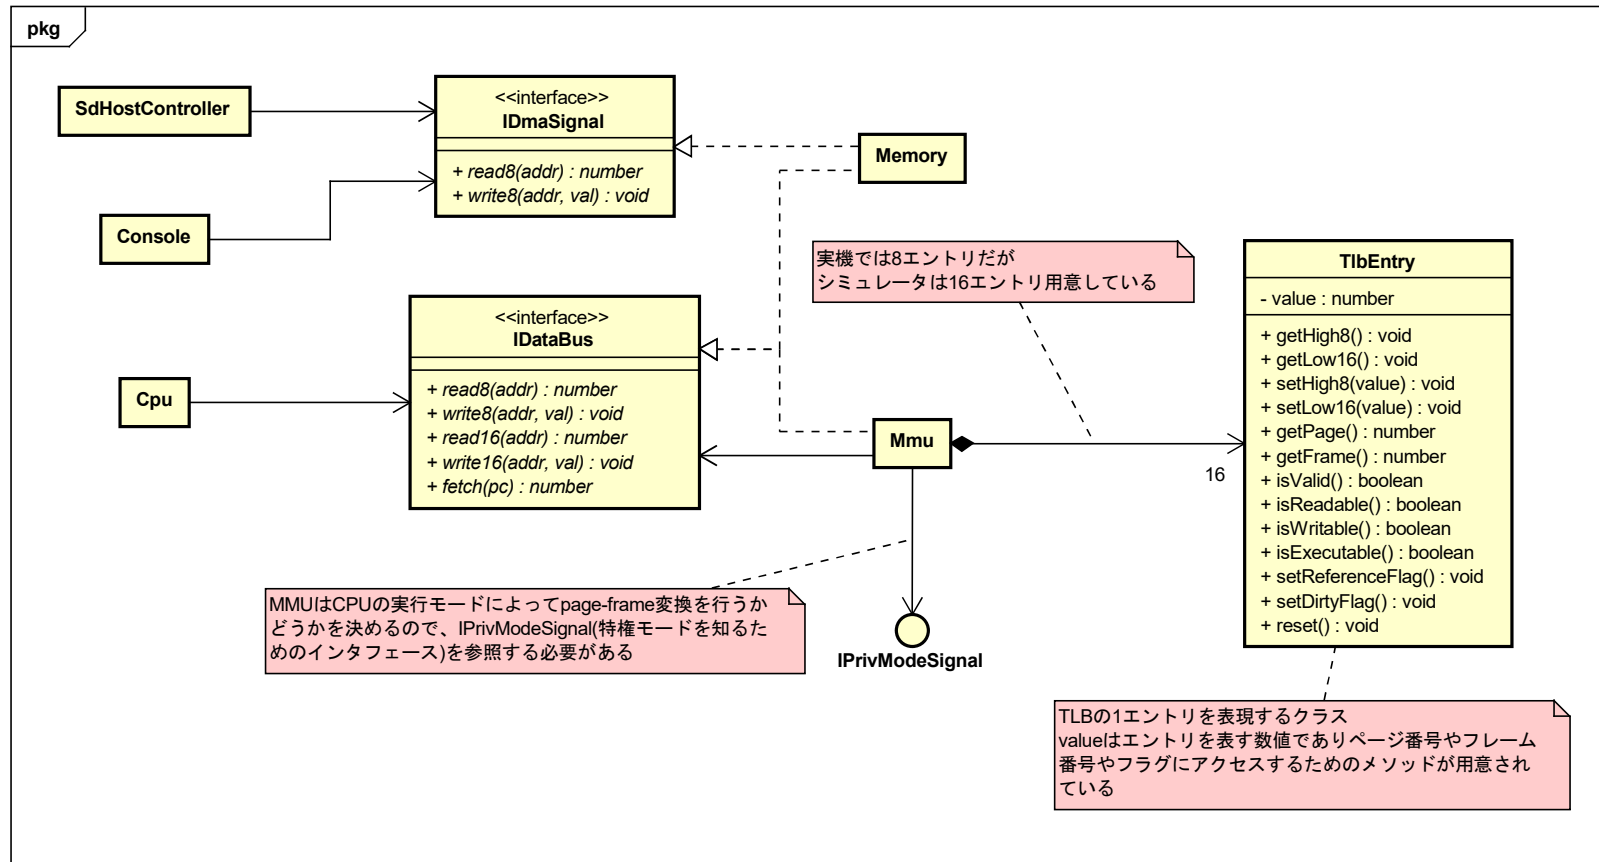 pkg
SdHostController
<<interface>>
IDmaSignal
+ read8(addr) : number
+ write8(addr, val) : void
Memory
Console
実機では8エントリだが
シミュレータは16エントリ用意している
TlbEntry
- value : number
+ getHigh8() : void
+ getLow16() : void
+ setHigh8(value) : void
+ setLow16(value) : void
+ getPage() : number
+ getFrame() : number
+ isValid() : boolean
+ isReadable() : boolean
+ isWritable() : boolean
+ isExecutable() : boolean
+ setReferenceFlag() : void
+ setDirtyFlag() : void
+ reset() : void
<<interface>>
IDataBus
+ read8(addr) : number
+ write8(addr, val) : void
+ read16(addr) : number
+ write16(addr, val) : void
+ fetch(pc) : number
Cpu
Mmu
16
MMUはCPUの実行モードによってpage-frame変換を行うか
どうかを決めるので、IPrivModeSignal(特権モードを知るた
めのインタフェース)を参照する必要がある
IPrivModeSignal
TLBの1エントリを表現するクラス
valueはエントリを表す数値でありページ番号やフレーム
番号やフラグにアクセスするためのメソッドが用意され
ている